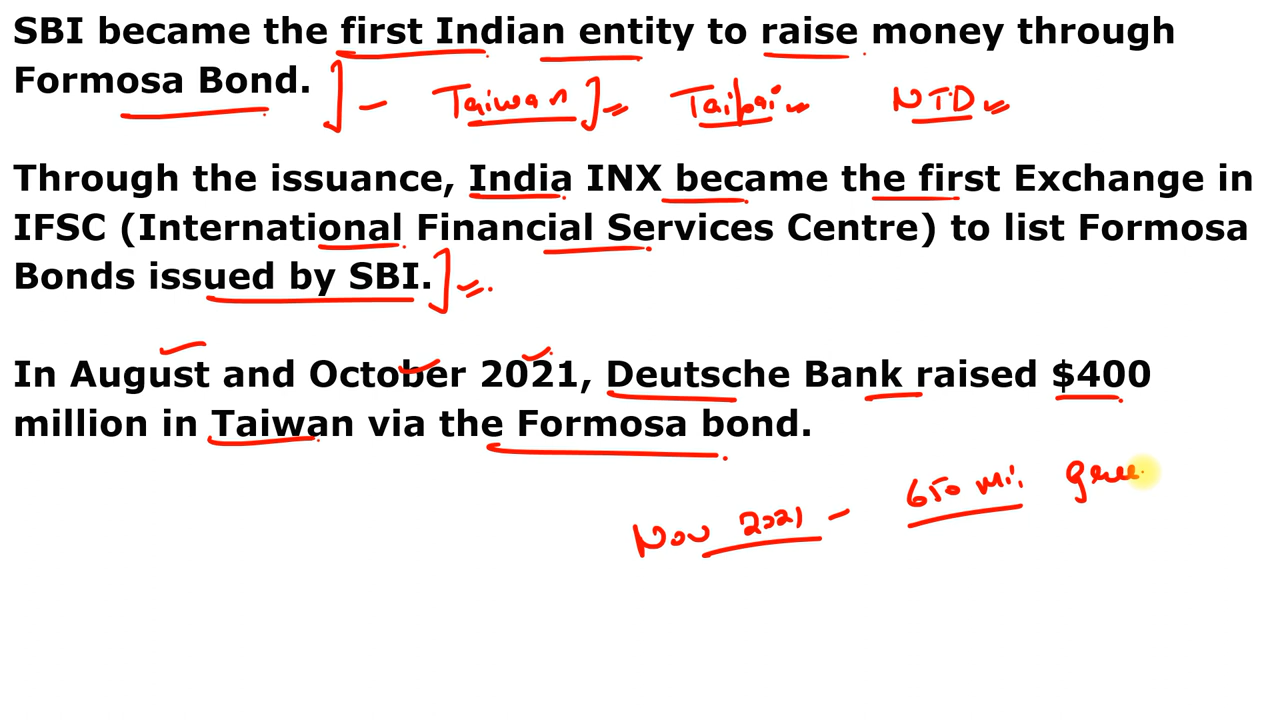 SBI became the first Indian entity to raise money through
Formosa Bond. ] - Taiwan ] Taipai NTD
Through the issuance, India INX became the first Exchange in
IFSC (International Financial Services Centre) to list Formosa
Bonds issued by SBI. ]
In August and October 2021, Deutsche Bank raised $400
million in Taiwan via the Formosa bond.
Nov 2021 - 650 mi